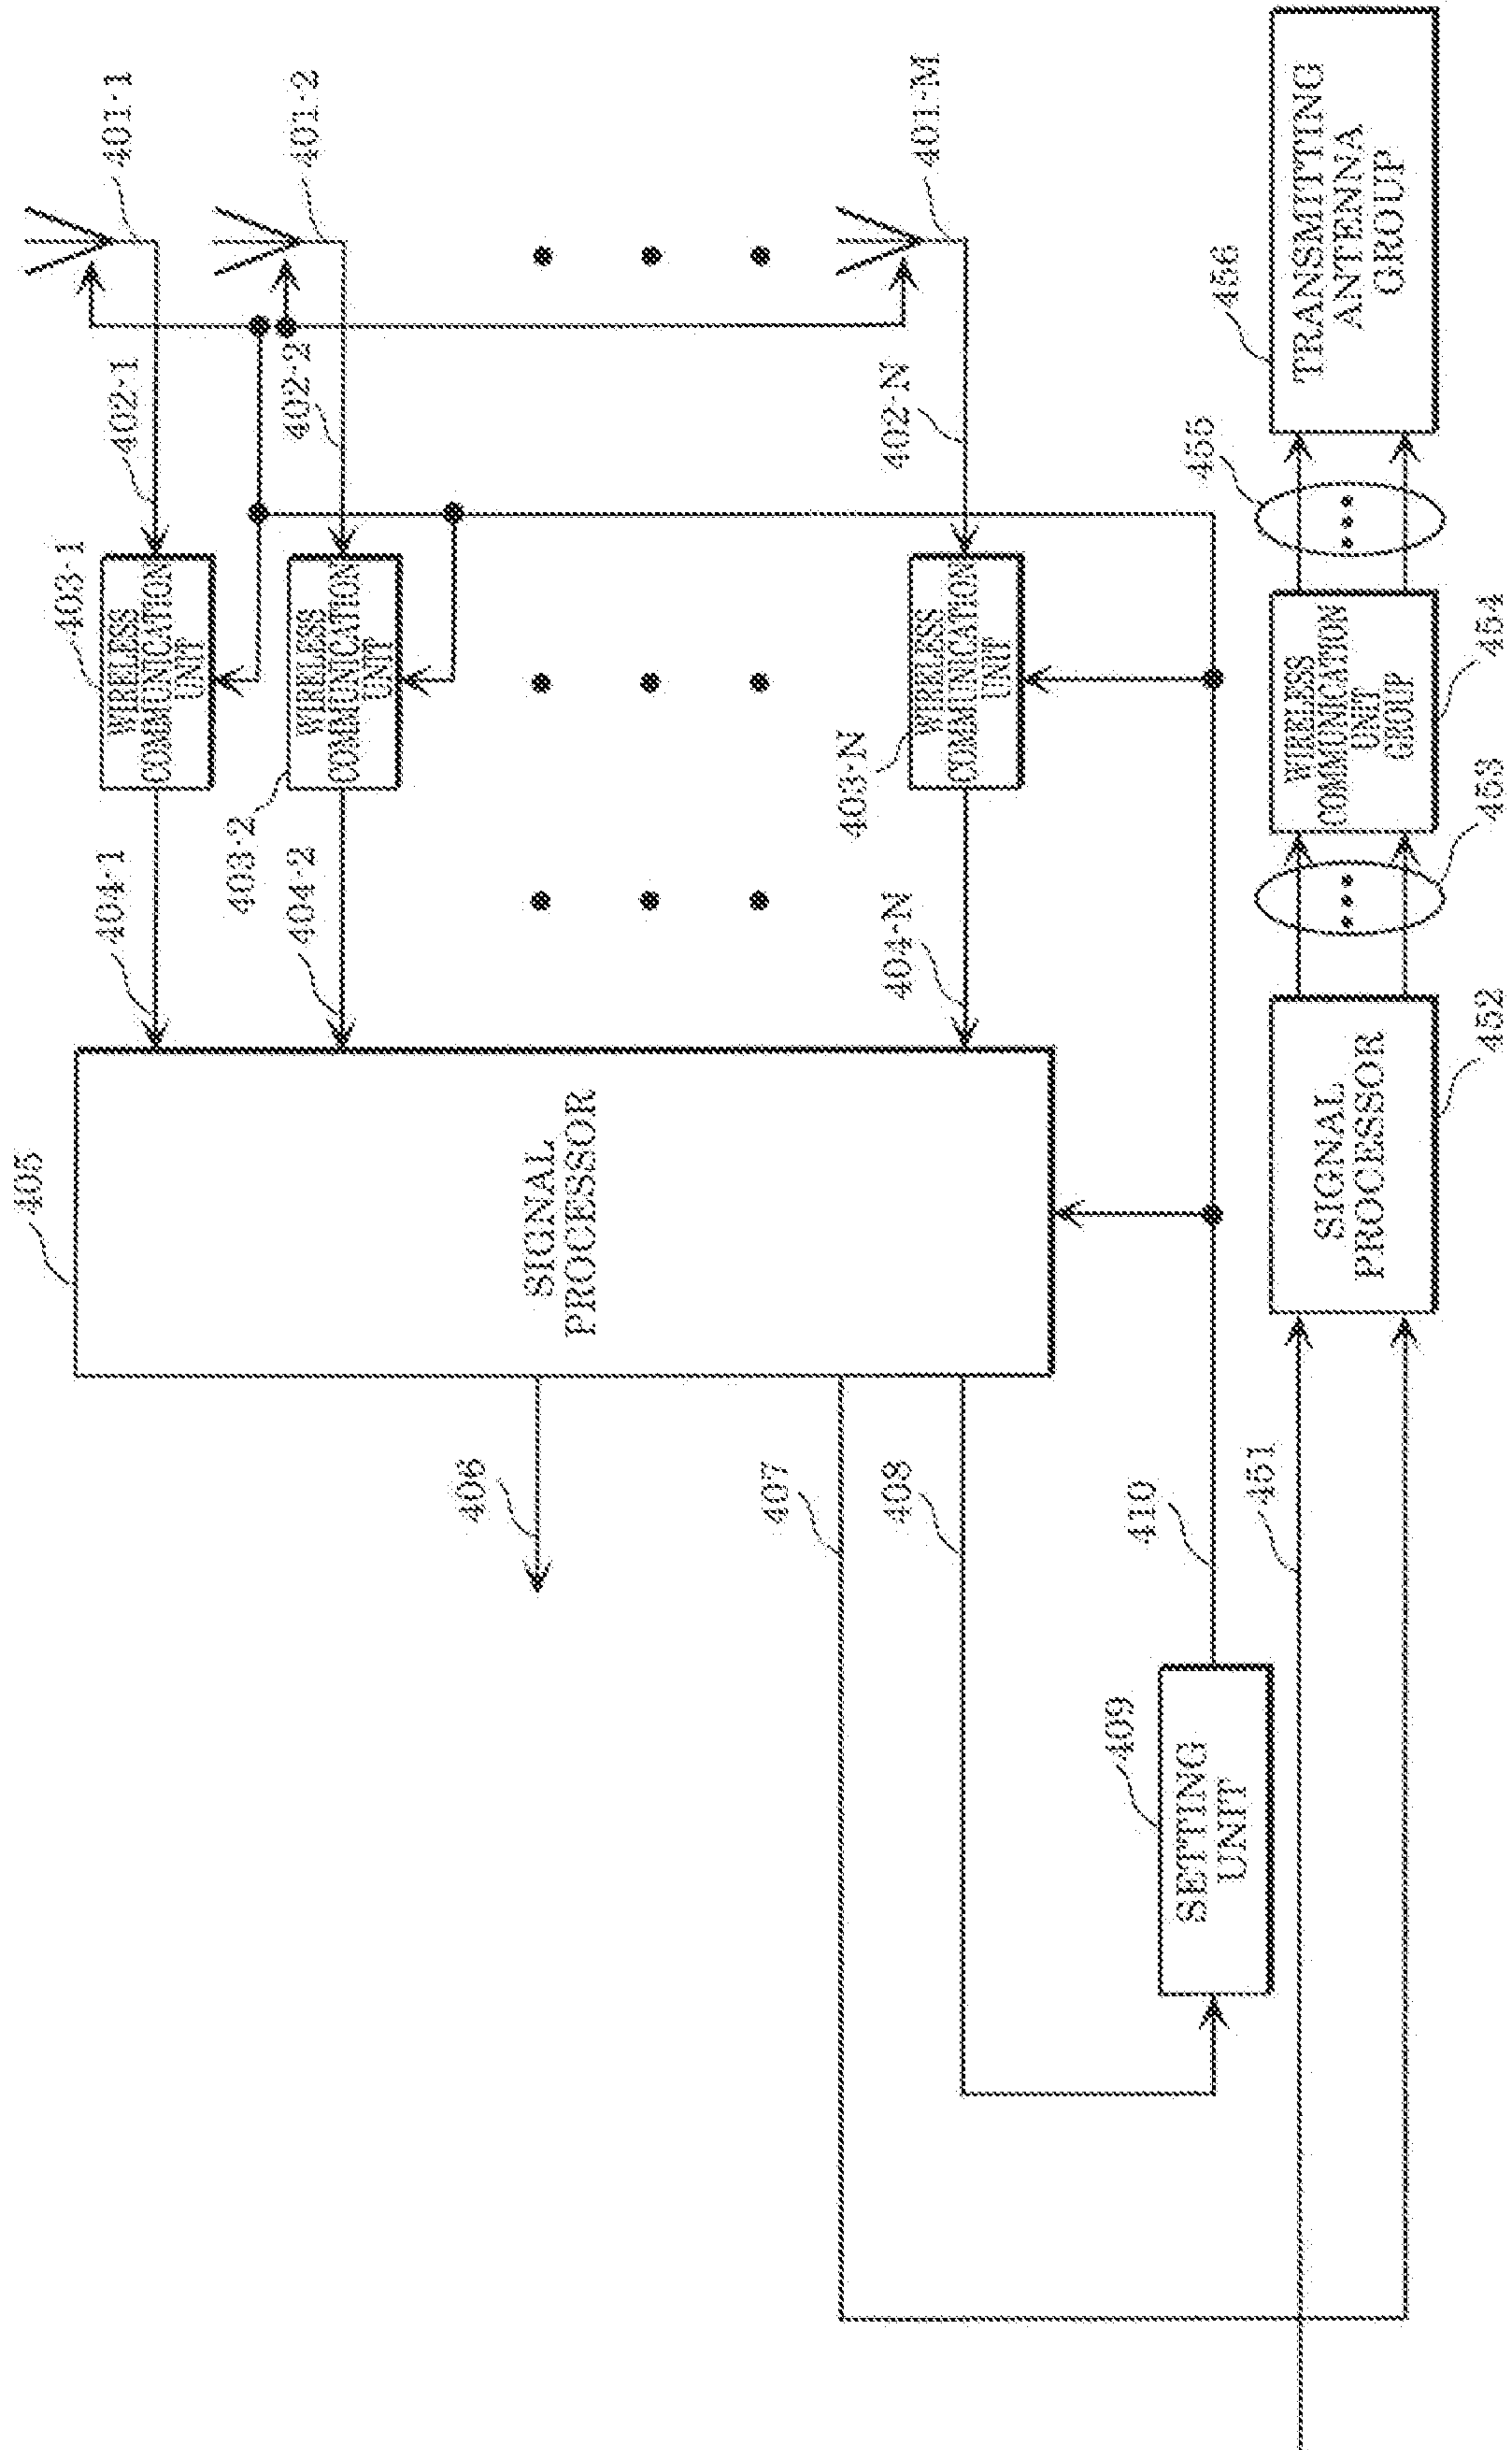 401-1
402-1
403-1
WIRELESS
COMMUNICATION
UNIT
404-1
401-2
402-2
403-2
WIRELESS
COMMUNICATION
UNIT
404-2
401-M
402-N
403-N
WIRELESS
COMMUNICATION
UNIT
404-N
405
SIGNAL
PROCESSOR
406
407
408
409
SETTING
UNIT
410
451
SIGNAL
PROCESSOR
452
453
WIRELESS
COMMUNICATION
UNIT
GROUP
454
455
456
TRANSMITTING
ANTENNA
GROUP